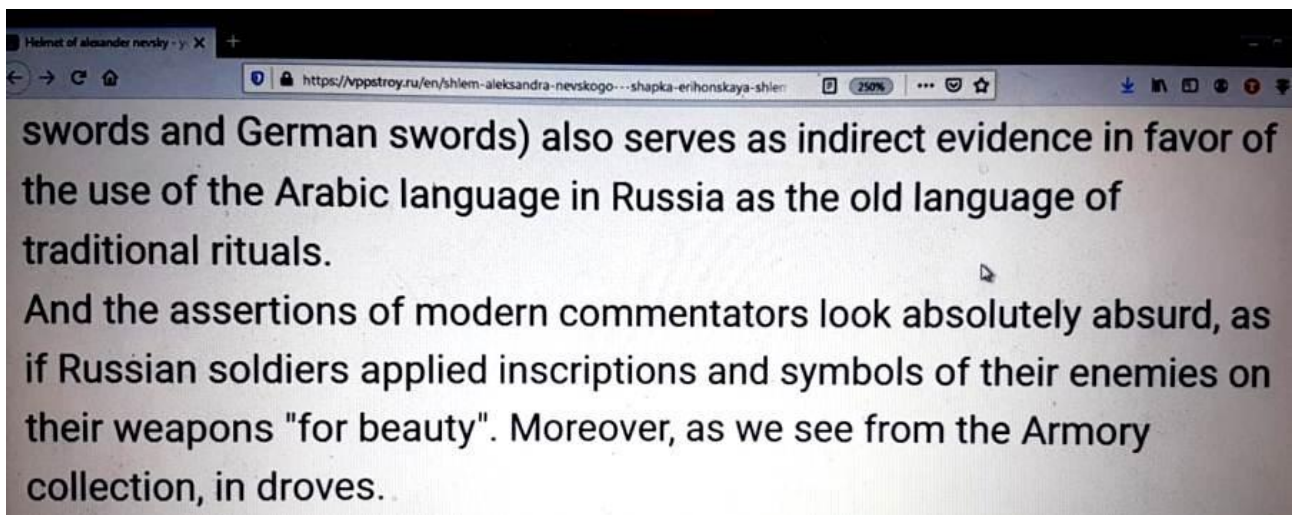 Helmet of alexander nevsky - y
https://vppstroy.ru/en/shlem-aleksandra-nevskogo---shapka-erihonskaya-shlem
250%
swords and German swords) also serves as indirect evidence in favor of
the use of the Arabic language in Russia as the old language of
traditional rituals.
And the assertions of modern commentators look absolutely absurd, as
if Russian soldiers applied inscriptions and symbols of their enemies on
their weapons "for beauty". Moreover, as we see from the Armory
collection, in droves.